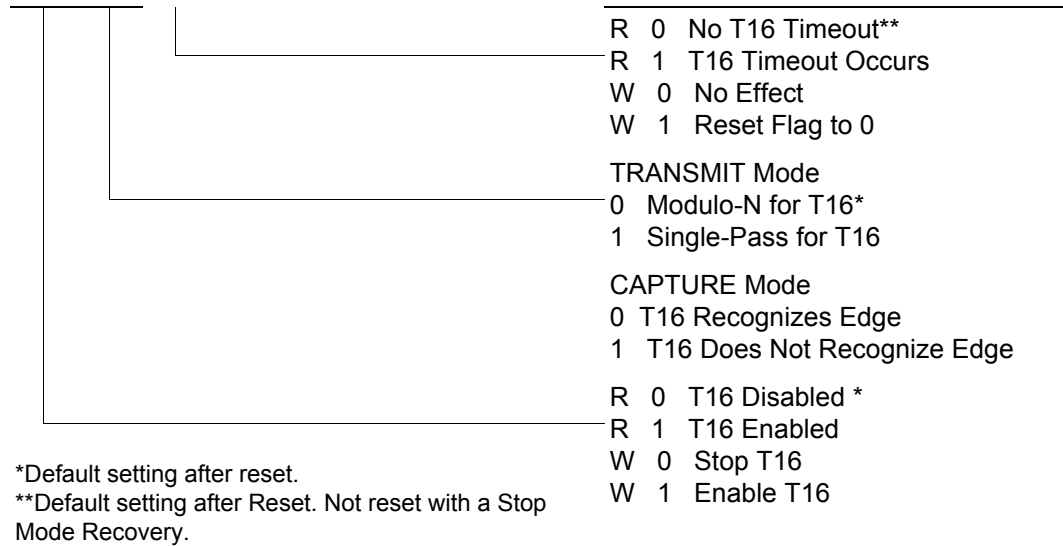 R 0 No T16 Timeout**
R 1 T16 Timeout Occurs
W 0 No Effect
W 1 Reset Flag to 0
TRANSMIT Mode
0 Modulo-N for T16*
1 Single-Pass for T16
CAPTURE Mode
0 T16 Recognizes Edge
1 T16 Does Not Recognize Edge
R 0 T16 Disabled *
R 1 T16 Enabled
W 0 Stop T16
W 1 Enable T16
*Default setting after reset.
**Default setting after Reset. Not reset with a Stop
Mode Recovery.